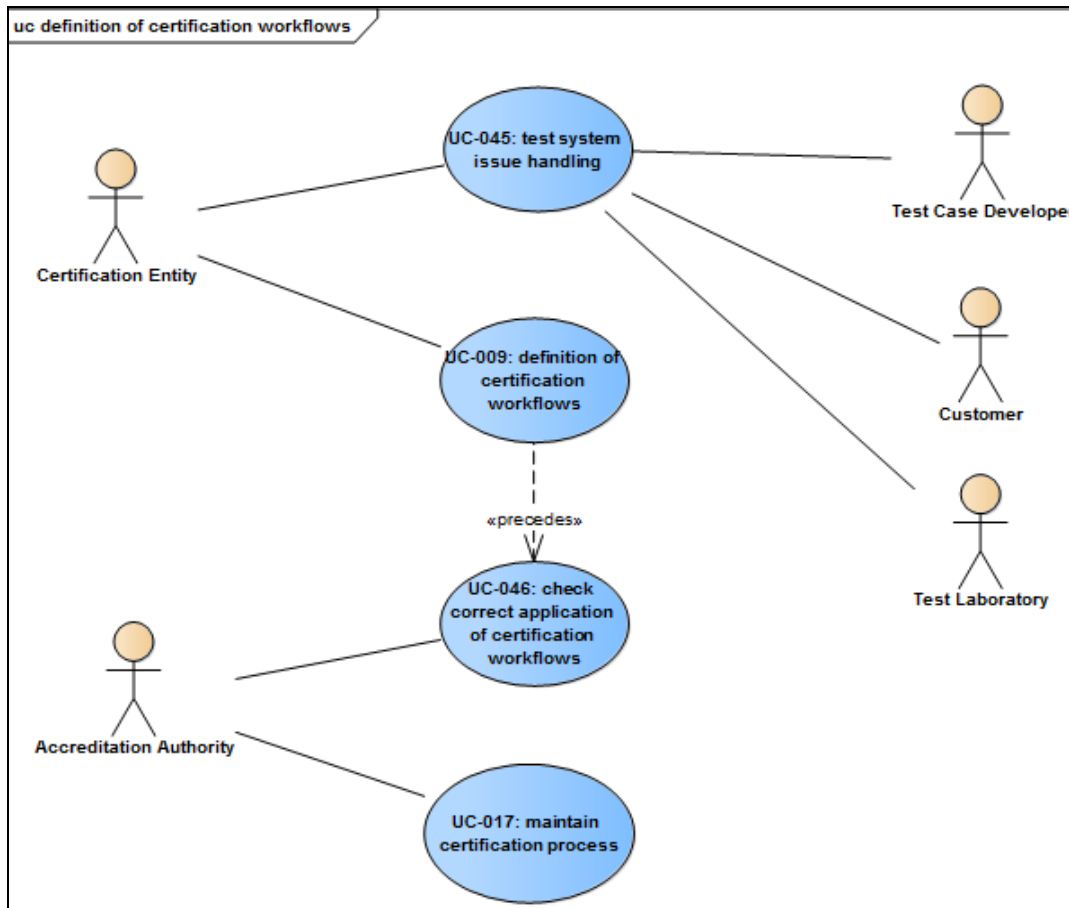 uc definition of certification workflows
UC-045: test system
issue handling
Test Case Developer
Certification Entity
UC-009: definition of
certification
workflows
Customer
«precedes»
UC-046: check
correct application
of certification
workflows
Test Laboratory
Accreditation Authority
UC-017: maintain
certification process